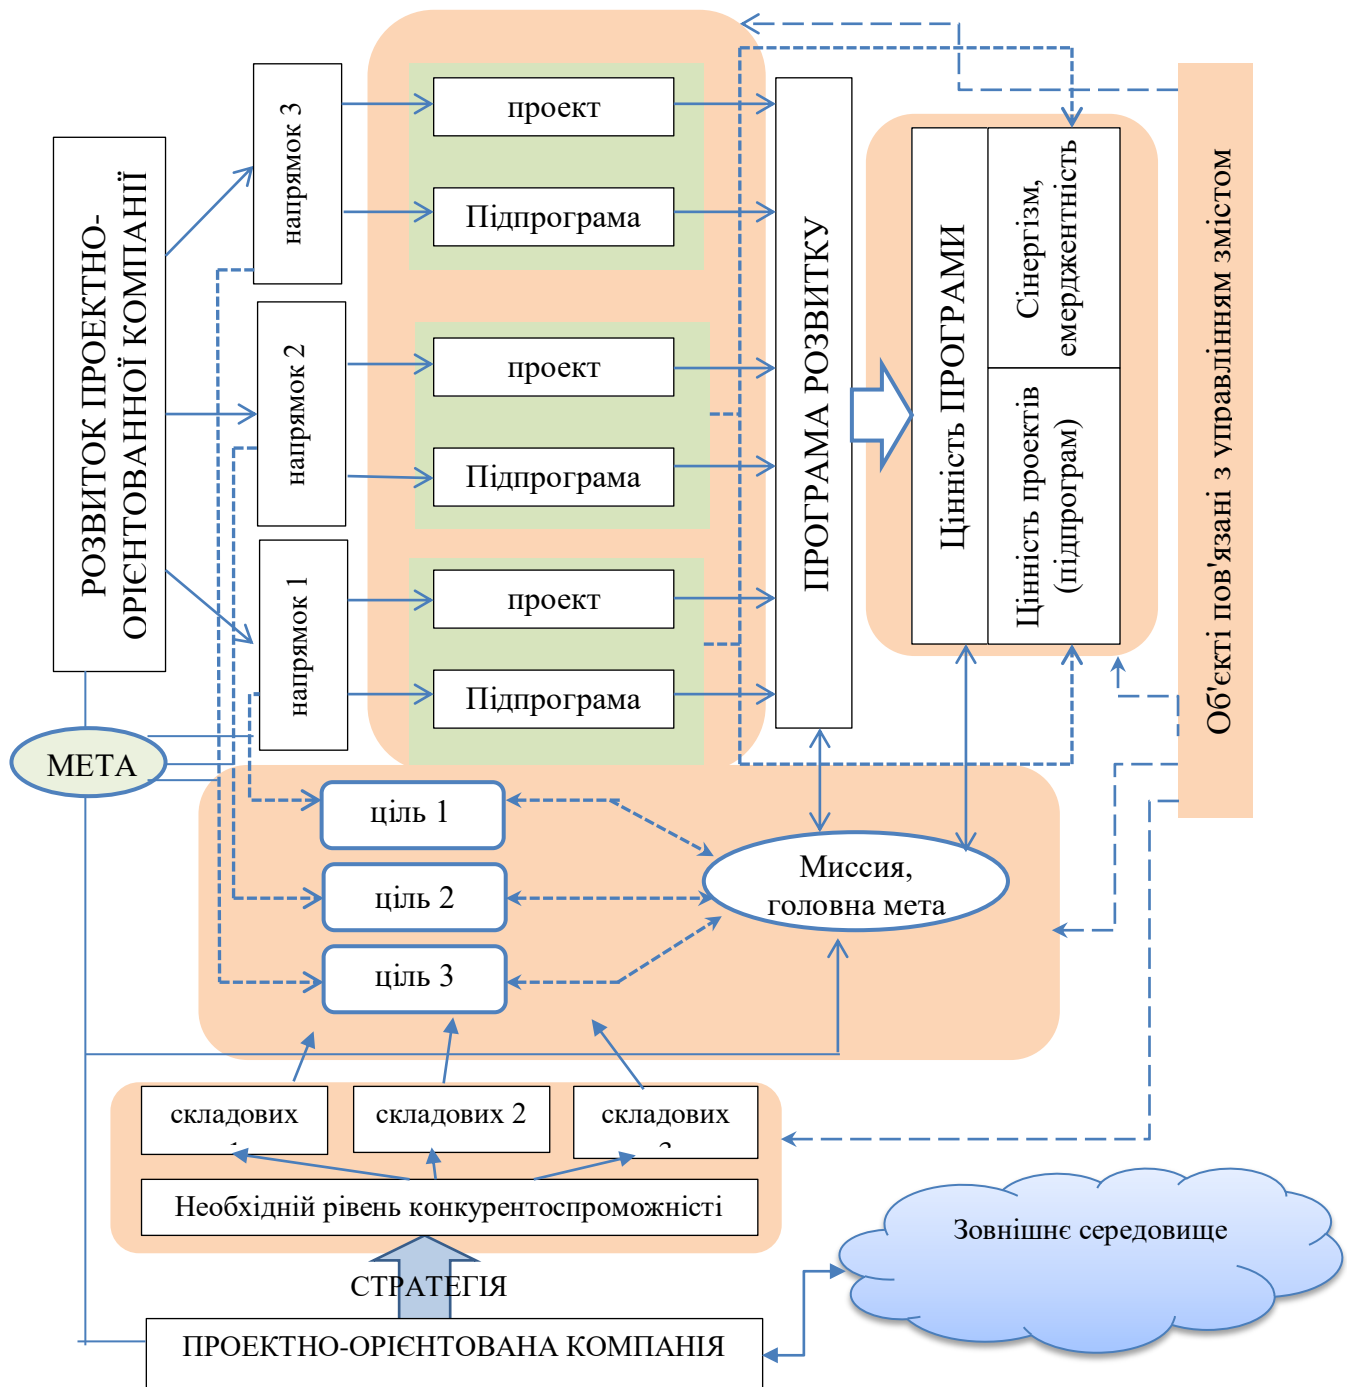 РОЗВИТОК ПРОЕКТНО-
ОРІЄНТОВАННОЇ КОМПАНІЇ
напрямок 3
проект
Підпрограма
напрямок 2
проект
Підпрограма
напрямок 1
проект
Підпрограма
ПРОГРАМА РОЗВИТКУ
Цінність ПРОГРАМИ
Сінергізм,
емерджентність
Цінність проектів
(підпрограм)
Об'єкті пов'язані з управлінням змістом
МЕТА
ціль 1
ціль 2
ціль 3
Миссия,
головна мета
складових
складових 2
складових
Необхідній рівень конкурентоспроможністі
СТРАТЕГІЯ
ПРОЕКТНО-ОРІЄНТОВАНА КОМПАНІЯ
Зовнішнє середовище